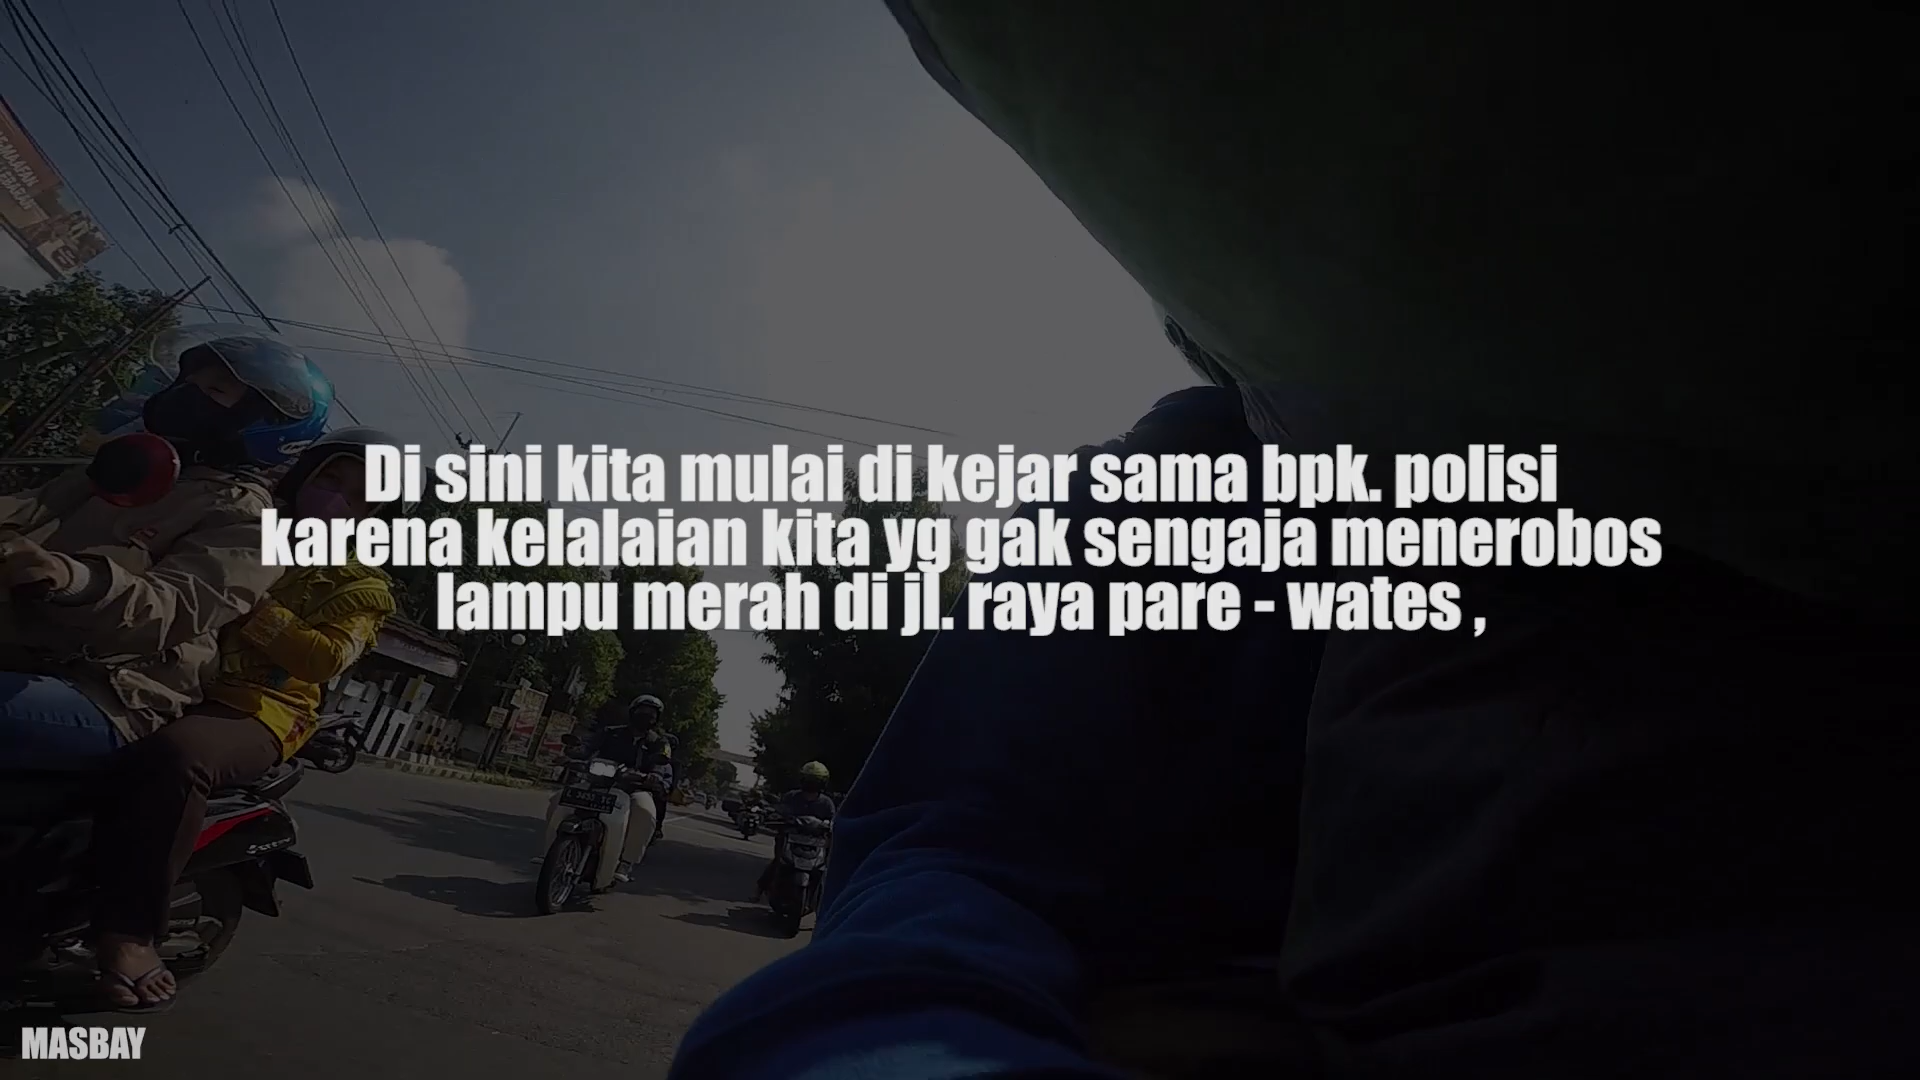 Di sini kita mulai di kejar sama bpk. polisi
karena kelalaian kita yg gak sengaja menerobos
lampu merah di jl. raya pare - wates ,
MASBAY